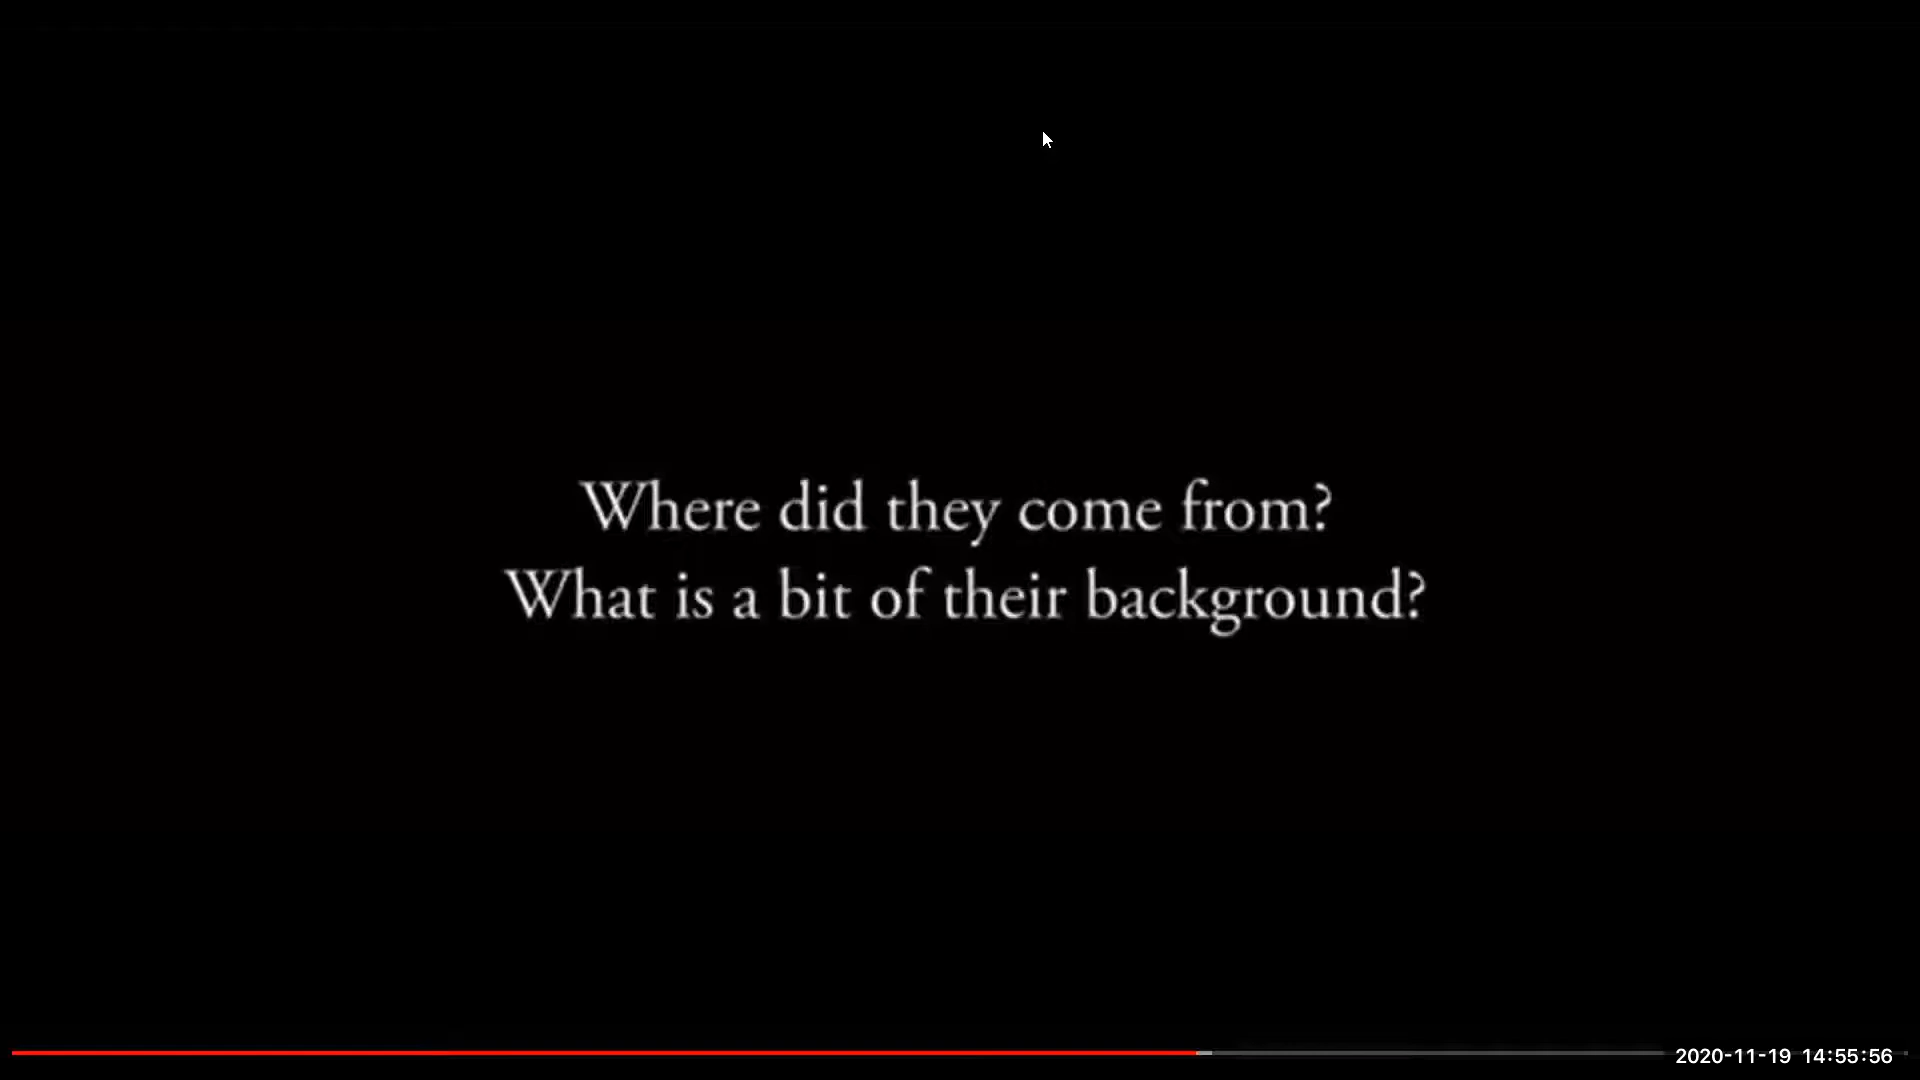 Where did they come from?
What is a bit of their background?
2020-11-19 14:55:56